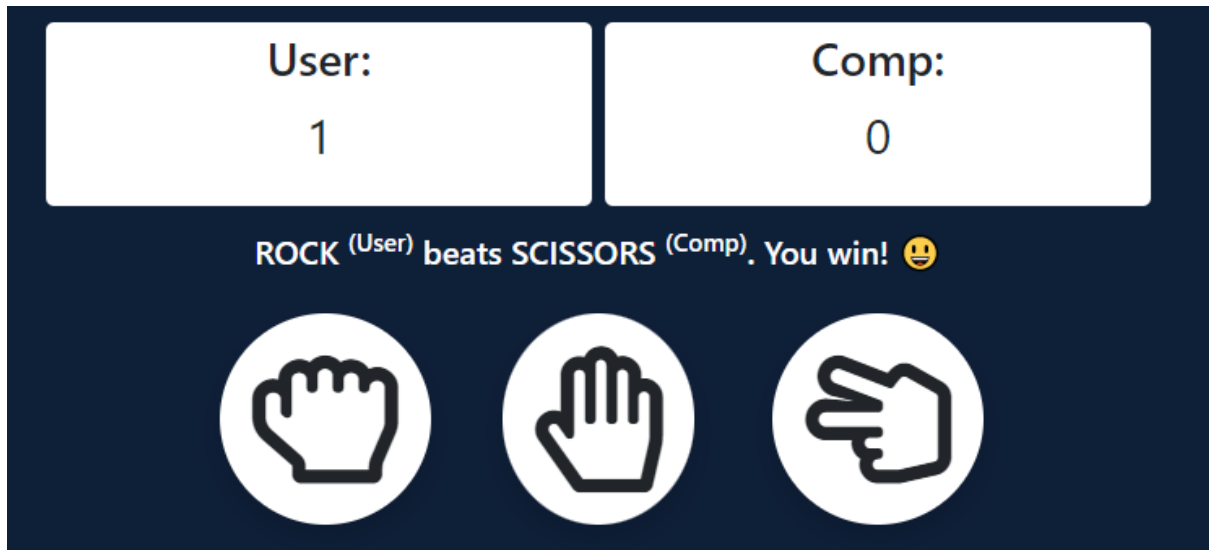 User:
1
Comp:
0
ROCK (User) beats SCISSORS (Comp). You win! 😃